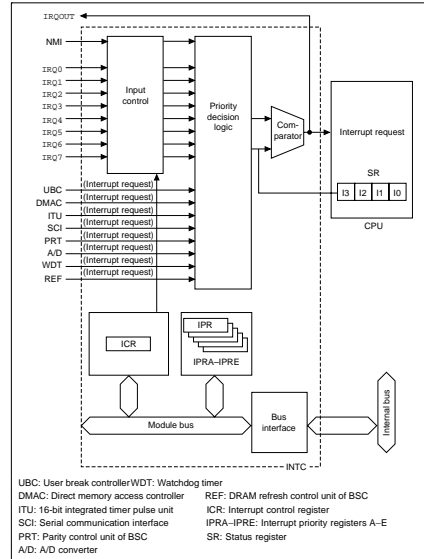 IRQOUT
NMI
IRQ0
IRQ1
IRQ2
IRQ3
IRQ4
IRQ5
IRQ6
IRQ7
Input
control
Priority
decision
logic
Com-
parator
Interrupt request
SR
I3 I2 I1 I0
CPU
UBC (Interrupt request)
DMAC (Interrupt request)
ITU (Interrupt request)
SCI (Interrupt request)
PRT (Interrupt request)
A/D (Interrupt request)
WDT (Interrupt request)
REF (Interrupt request)
ICR
IPR
IPRA–IPRE
Module bus
Bus
interface
Internal bus
INTC
UBC: User break controller WDT: Watchdog timer
DMAC: Direct memory access controller REF: DRAM refresh control unit of BSC
ITU: 16-bit integrated timer pulse unit ICR: Interrupt control register
SCI: Serial communication interface IPRA–IPRE: Interrupt priority registers A–E
PRT: Parity control unit of BSC SR: Status register
A/D: A/D converter